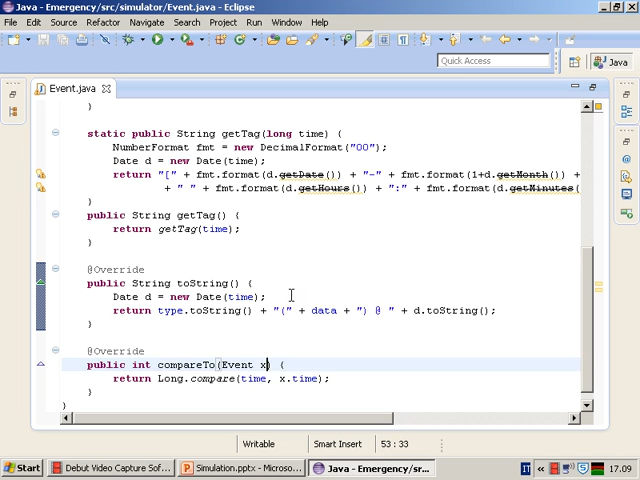 Java - Emergency/src/simulator/Event.java - Eclipse
File Edit Source Refactor Navigate Search Project Run Window Help
Quick Access
Java
Event.java
}
static public String getTag(long time) {
NumberFormat fmt = new DecimalFormat("00");
Date d = new Date(time);
return "[" + fmt.format(d.getDate()) + "-" + fmt.format(1+d.getMonth()) +
+ " " + fmt.format(d.getHours()) + ":" + fmt.format(d.getMinutes(
}
public String getTag() {
return getTag(time);
}
@Override
public String toString() {
Date d = new Date(time);
return type.toString() + "(" + data + ") @ " + d.toString();
}
@Override
public int compareTo(Event x) {
return Long.compare(time, x.time);
}
}
Writable Smart Insert 53 : 33
Start Debut Video Capture Sof... Simulation.pptx - Microso... Java - Emergency/sr... IT 17.09